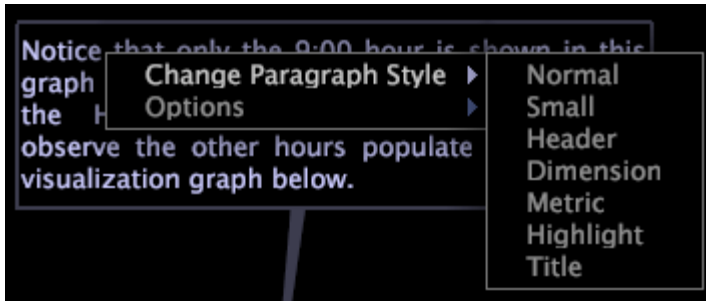 Notice that only the 9:00 hour is shown in this
graph
the
observe the other hours populate
visualization graph below.
Change Paragraph Style
Options
Normal
Small
Header
Dimension
Metric
Highlight
Title